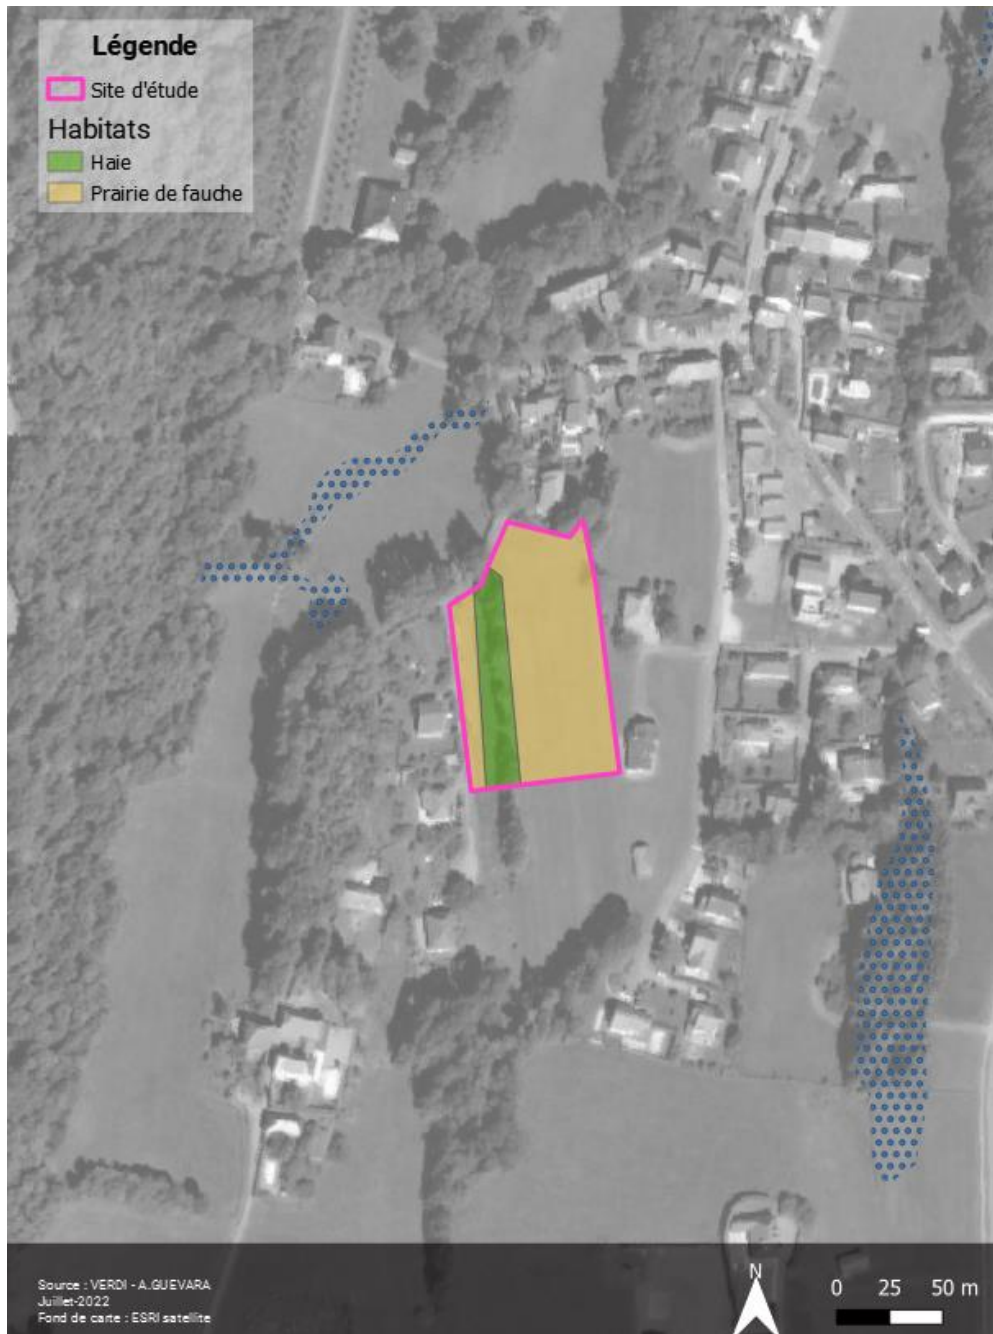 Légende
Site d'étude
Habitats
Haie
Prairie de fauche
Source : VERDI - A.GUEVARA
Juillet-2022
Fond de carte : ESRI satellite
N
0 25 50 m